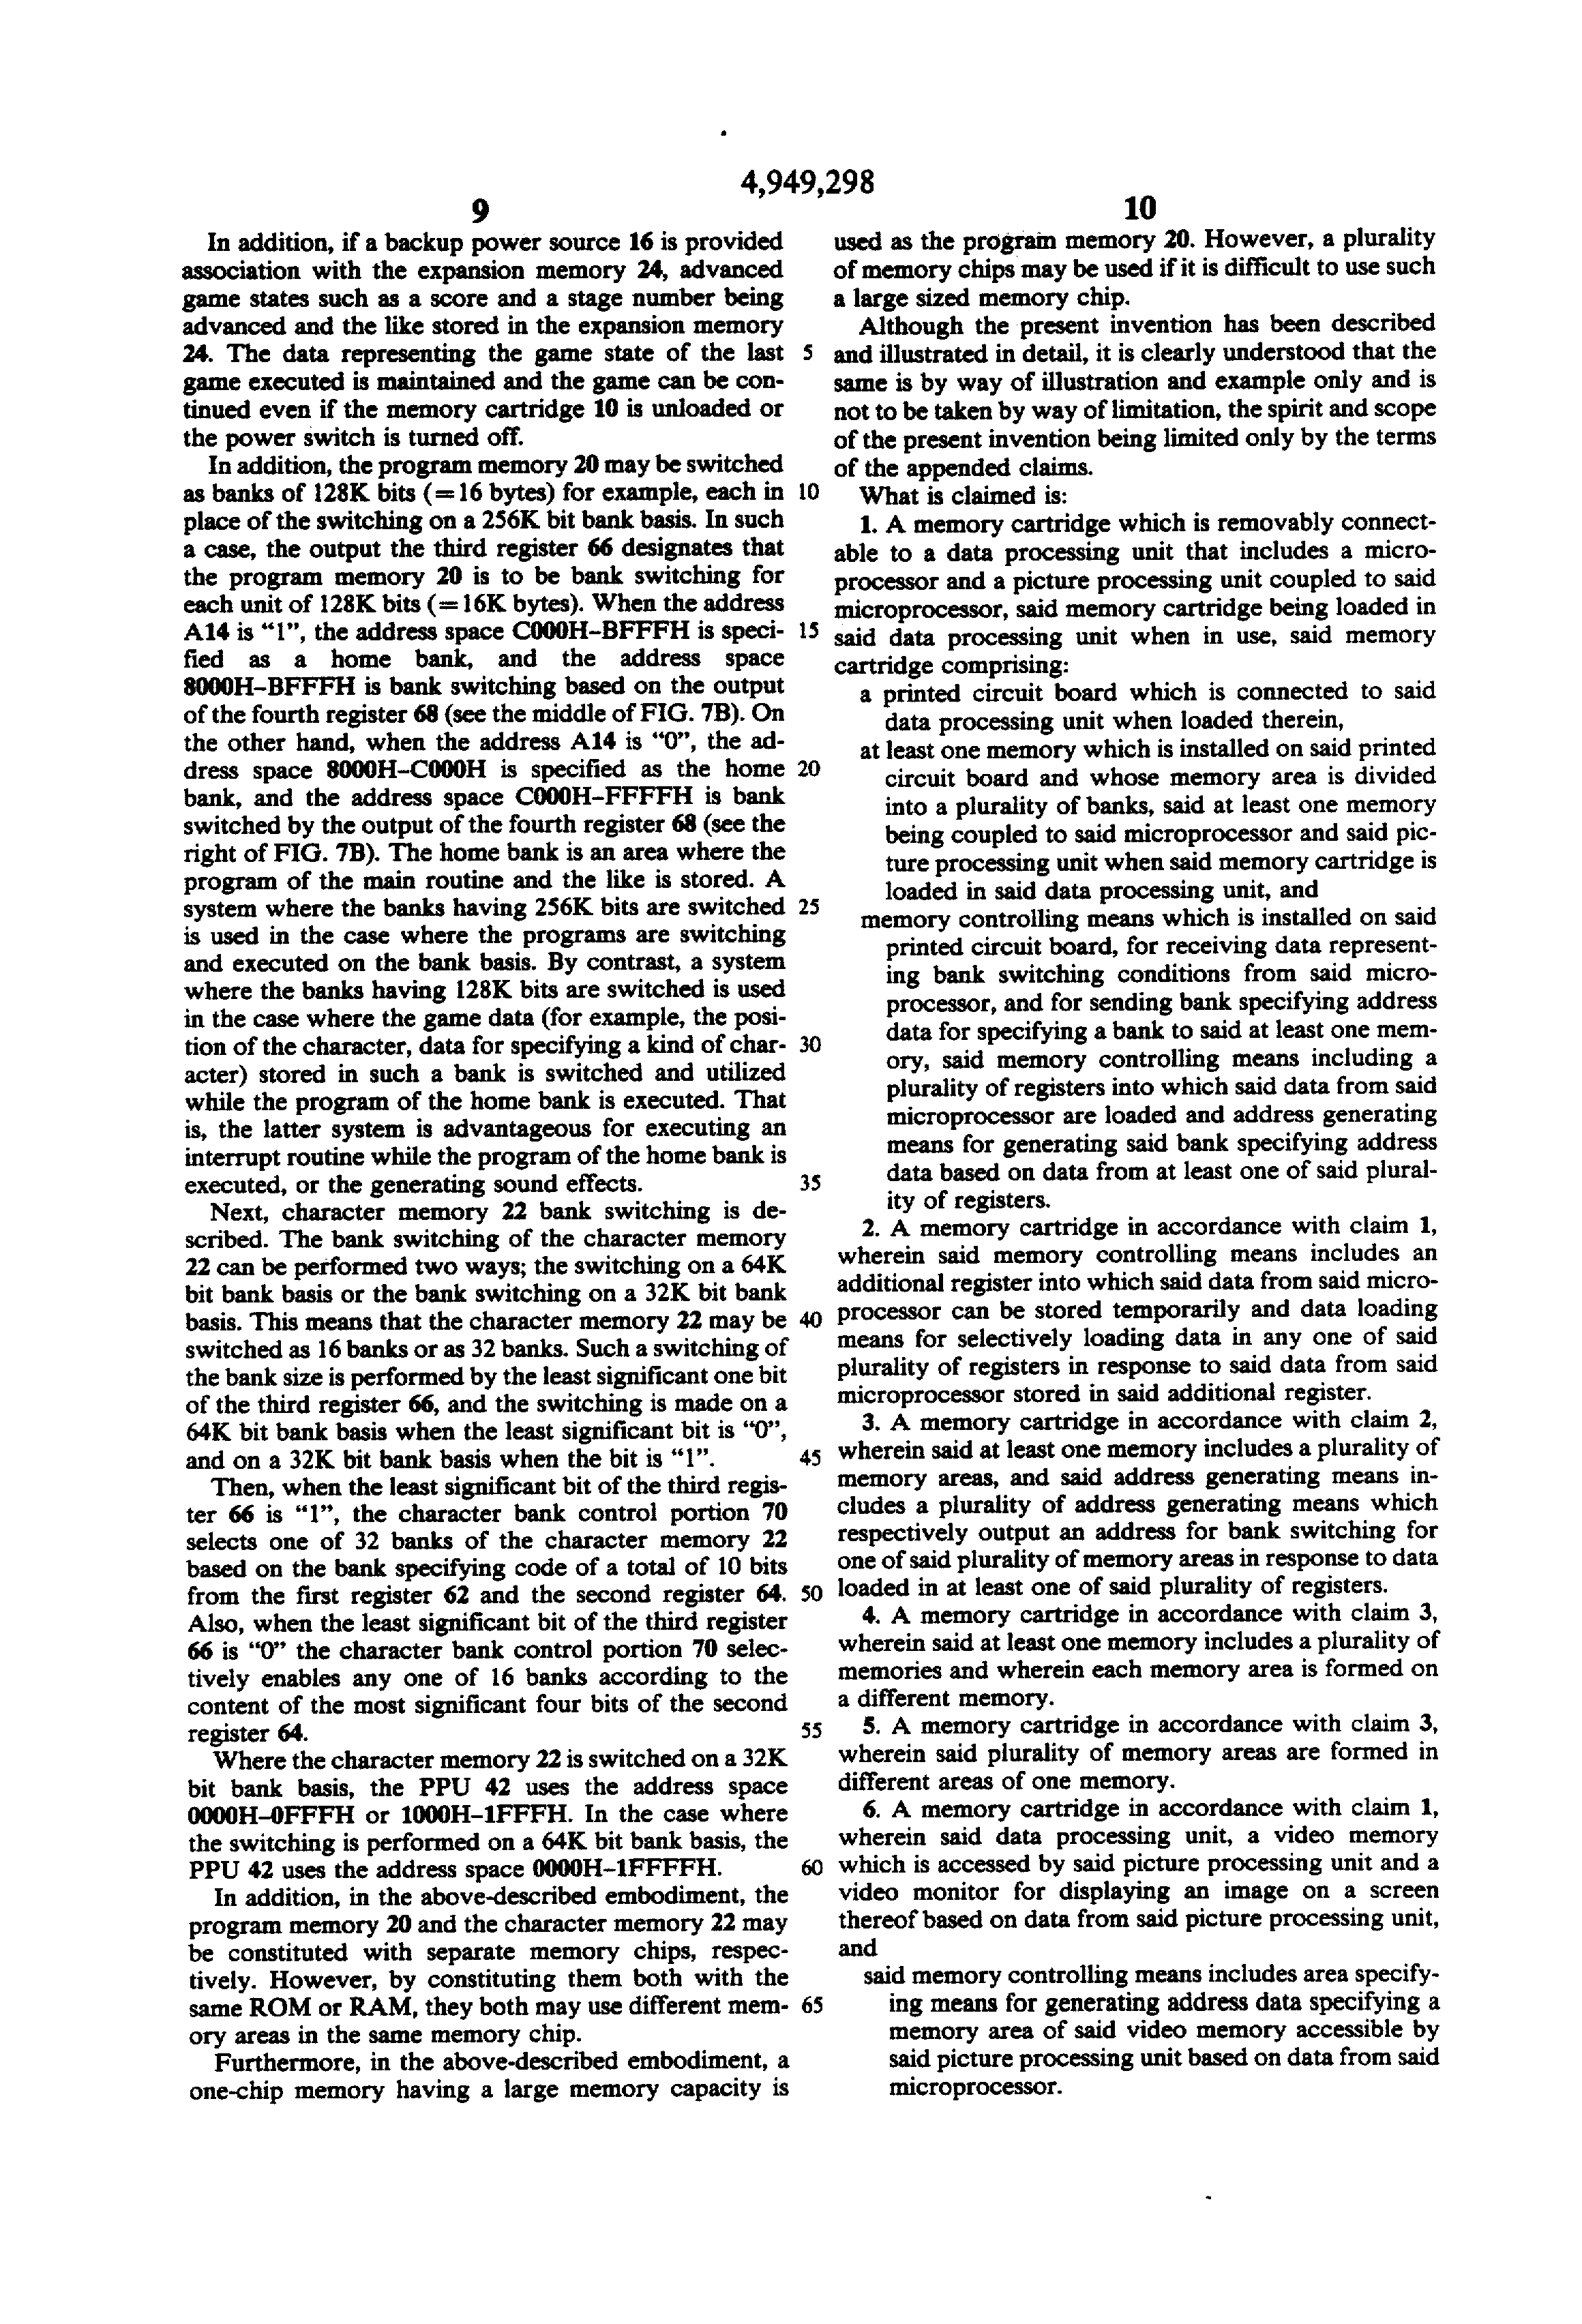 4,949,298
9
In addition, if a backup power source 16 is provided
association with the expansion memory 24, advanced
game states such as a score and a stage number being
advanced and the like stored in the expansion memory
24. The data representing the game state of the last
5
game executed is maintained and the game can be con-
tinued even if the memory cartridge 10 is unloaded or
the power switch is turned off.
In addition, the program memory 20 may be switched
as banks of 128K bits (=16 bytes) for example, each in
10
place of the switching on a 256K bit bank basis. In such
a case, the output the third register 66 designates that
the program memory 20 is to be bank switching for
each unit of 128K bits (=16K bytes). When the address
A14 is “1”, the address space C000H–BFFFH is speci-
15
fied as a home bank, and the address space
8000H–BFFFH is bank switching based on the output
of the fourth register 68 (see the middle of FIG. 7B). On
the other hand, when the address A14 is “0”, the ad-
dress space 8000H–C000H is specified as the home
20
bank, and the address space C000H–FFFFH is bank
switched by the output of the fourth register 68 (see the
right of FIG. 7B). The home bank is an area where the
program of the main routine and the like is stored. A
system where the banks having 256K bits are switched
25
is used in the case where the programs are switching
and executed on the bank basis. By contrast, a system
where the banks having 128K bits are switched is used
in the case where the game data (for example, the posi-
tion of the character, data for specifying a kind of char-
30
acter) stored in such a bank is switched and utilized
while the program of the home bank is executed. That
is, the latter system is advantageous for executing an
interrupt routine while the program of the home bank is
executed, or the generating sound effects.
35
Next, character memory 22 bank switching is de-
scribed. The bank switching of the character memory
22 can be performed two ways; the switching on a 64K
bit bank basis or the bank switching on a 32K bit bank
basis. This means that the character memory 22 may be
40
switched as 16 banks or as 32 banks. Such a switching of
the bank size is performed by the least significant one bit
of the third register 66, and the switching is made on a
64K bit bank basis when the least significant bit is “0”,
and on a 32K bit bank basis when the bit is “1”.
45
Then, when the least significant bit of the third regis-
ter 66 is “1”, the character bank control portion 70
selects one of 32 banks of the character memory 22
based on the bank specifying code of a total of 10 bits
from the first register 62 and the second register 64.
50
Also, when the least significant bit of the third register
66 is “0” the character bank control portion 70 selec-
tively enables any one of 16 banks according to the
content of the most significant four bits of the second
register 64.
55
Where the character memory 22 is switched on a 32K
bit bank basis, the PPU 42 uses the address space
0000H–0FFFH or 1000H–1FFFH. In the case where
the switching is performed on a 64K bit bank basis, the
PPU 42 uses the address space 0000H–1FFFFH.
60
In addition, in the above-described embodiment, the
program memory 20 and the character memory 22 may
be constituted with separate memory chips, respec-
tively. However, by constituting them both with the
same ROM or RAM, they both may use different mem-
65
ory areas in the same memory chip.
Furthermore, in the above-described embodiment, a
one-chip memory having a large memory capacity is
10
used as the program memory 20. However, a plurality
of memory chips may be used if it is difficult to use such
a large sized memory chip.
Although the present invention has been described
and illustrated in detail, it is clearly understood that the
same is by way of illustration and example only and is
not to be taken by way of limitation, the spirit and scope
of the present invention being limited only by the terms
of the appended claims.
What is claimed is:
1. A memory cartridge which is removably connect-
able to a data processing unit that includes a micro-
processor and a picture processing unit coupled to said
microprocessor, said memory cartridge being loaded in
said data processing unit when in use, said memory
cartridge comprising:
a printed circuit board which is connected to said
data processing unit when loaded therein,
at least one memory which is installed on said printed
circuit board and whose memory area is divided
into a plurality of banks, said at least one memory
being coupled to said microprocessor and said pic-
ture processing unit when said memory cartridge is
loaded in said data processing unit, and
memory controlling means which is installed on said
printed circuit board, for receiving data represent-
ing bank switching conditions from said micro-
processor, and for sending bank specifying address
data for specifying a bank to said at least one mem-
ory, said memory controlling means including a
plurality of registers into which said data from said
microprocessor are loaded and address generating
means for generating said bank specifying address
data based on data from at least one of said plural-
ity of registers.
2. A memory cartridge in accordance with claim 1,
wherein said memory controlling means includes an
additional register into which said data from said micro-
processor can be stored temporarily and data loading
means for selectively loading data in any one of said
plurality of registers in response to said data from said
microprocessor stored in said additional register.
3. A memory cartridge in accordance with claim 2,
wherein said at least one memory includes a plurality of
memory areas, and said address generating means in-
cludes a plurality of address generating means which
respectively output an address for bank switching for
one of said plurality of memory areas in response to data
loaded in at least one of said plurality of registers.
4. A memory cartridge in accordance with claim 3,
wherein said at least one memory includes a plurality of
memories and wherein each memory area is formed on
a different memory.
5. A memory cartridge in accordance with claim 3,
wherein said plurality of memory areas are formed in
different areas of one memory.
6. A memory cartridge in accordance with claim 1,
wherein said data processing unit, a video memory
which is accessed by said picture processing unit and a
video monitor for displaying an image on a screen
thereof based on data from said picture processing unit,
and
said memory controlling means includes area specify-
ing means for generating address data specifying a
memory area of said video memory accessible by
said picture processing unit based on data from said
microprocessor.